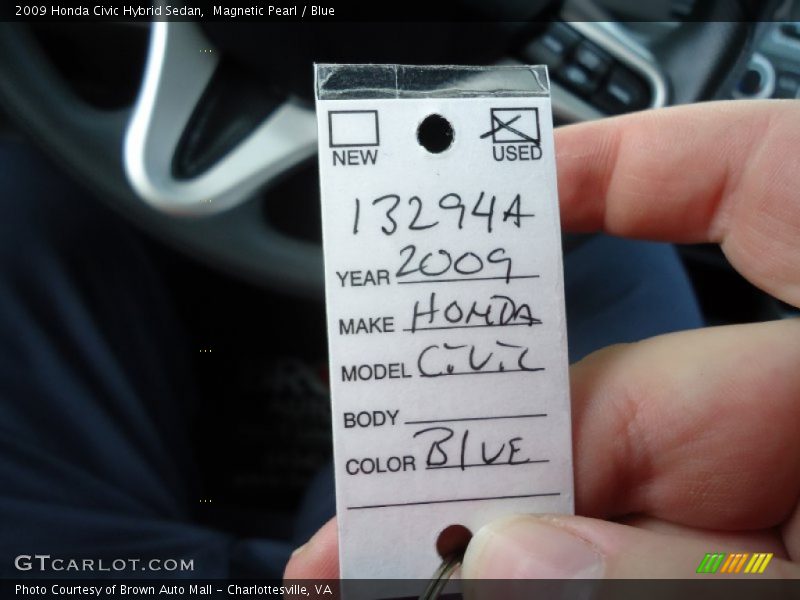 2009 Honda Civic Hybrid Sedan,  Magnetic Pearl / Blue
NEW USED
13294A
YEAR 2009
MAKE HONDA
MODEL CIVIC
BODY
COLOR BLUE
GTCARLOT.COM
Photo Courtesy of Brown Auto Mall - Charlottesville, VA